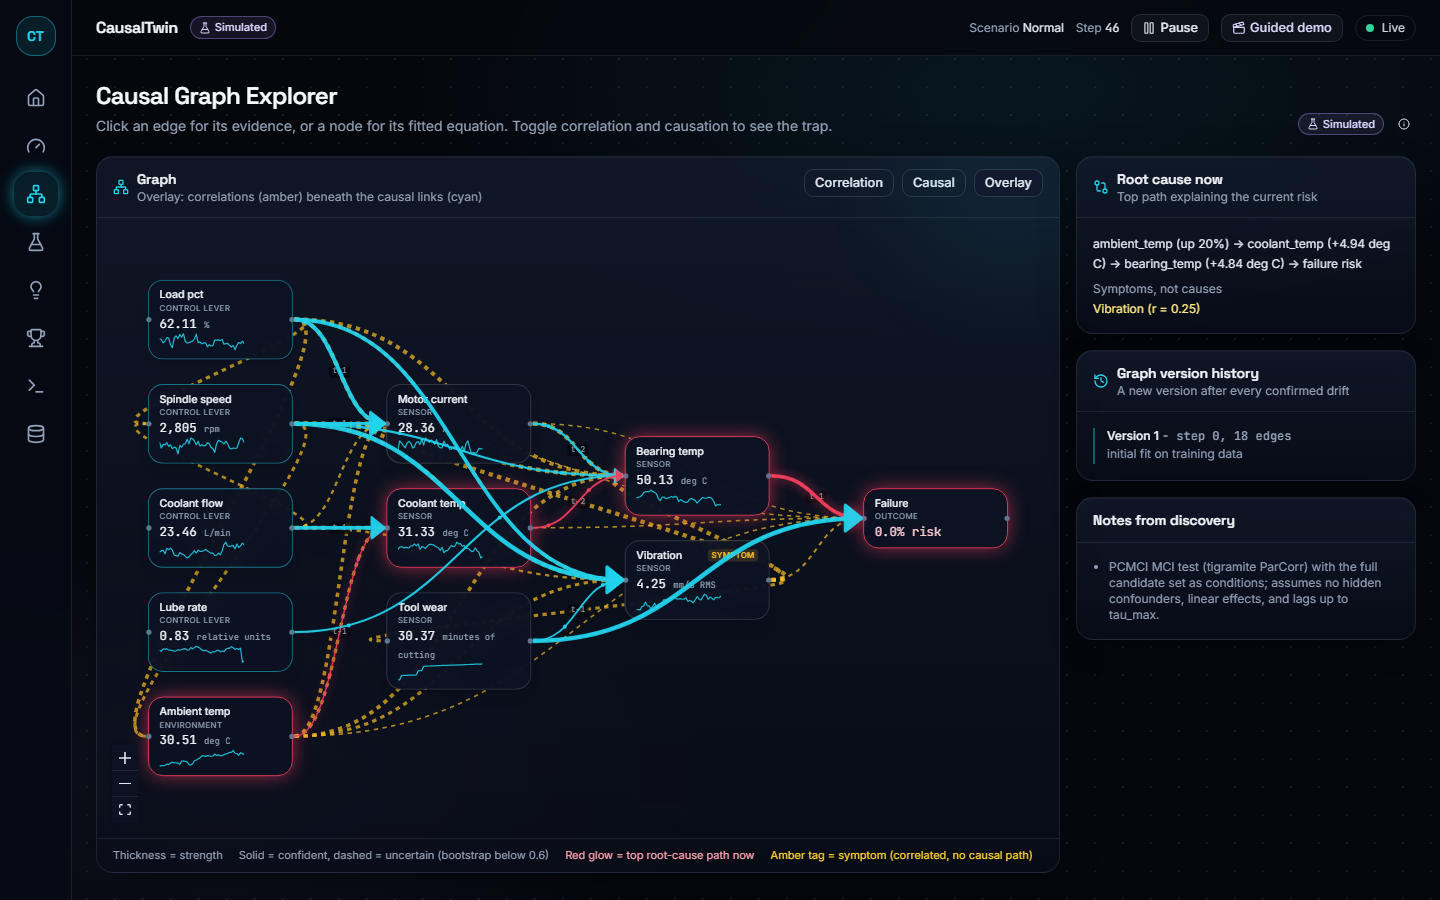 CT
CausalTwin
Simulated
Scenario Normal
Step 46
Pause
Guided demo
Live
Causal Graph Explorer
Click an edge for its evidence, or a node for its fitted equation. Toggle correlation and causation to see the trap.
Simulated
Graph
Overlay: correlations (amber) beneath the causal links (cyan)
Correlation
Causal
Overlay
Load pct
CONTROL LEVER
62.11 %
Spindle speed
CONTROL LEVER
2,805 rpm
Coolant flow
CONTROL LEVER
23.46 L/min
Lube rate
CONTROL LEVER
0.83 relative units
Ambient temp
ENVIRONMENT
30.51 deg C
Motor current
SENSOR
28.36
Coolant temp
SENSOR
31.33 deg C
Tool wear
SENSOR
30.37 minutes of
cutting
Bearing temp
SENSOR
50.13 deg C
Vibration
SYMPTOM
SENSOR
4.25 mm/s RMS
Failure
OUTCOME
0.0% risk
t-1
t-2
t-2
t-1
t-1
t-1
Thickness = strength
Solid = confident, dashed = uncertain (bootstrap below 0.6)
Red glow = top root-cause path now
Amber tag = symptom (correlated, no causal path)
Root cause now
Top path explaining the current risk
ambient_temp (up 20%) → coolant_temp (+4.94 deg
C) → bearing_temp (+4.84 deg C) → failure risk
Symptoms, not causes
Vibration (r = 0.25)
Graph version history
A new version after every confirmed drift
Version 1 - step 0, 18 edges
initial fit on training data
Notes from discovery
• PCMCI MCI test (tigramite ParCorr) with the full
candidate set as conditions; assumes no hidden
confounders, linear effects, and lags up to
tau_max.